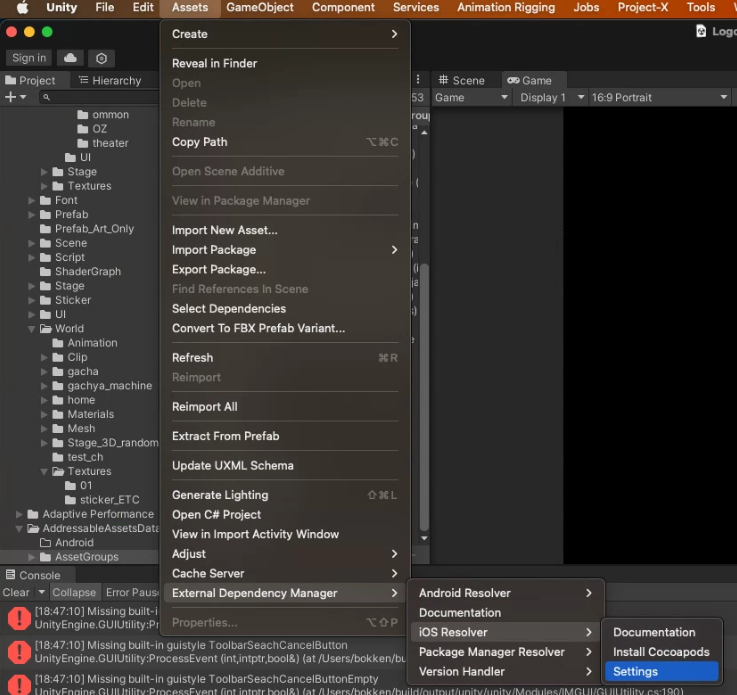 Unity File Edit Assets GameObject Component Services Animation Rigging Jobs Project-X Tools
Sign in
Project
Hierarchy
ommon
OZ
theater
UI
Stage
Textures
Font
Prefab
Prefab_Art_Only
Scene
Script
ShaderGraph
Stage
Sticker
UI
World
Animation
Clip
gacha
gachya_machine
home
Materials
Mesh
Stage_3D_random
test_ch
Textures
01
sticker_ETC
Adaptive Performance
AddressableAssetsData
Android
AssetGroups
Create
Reveal in Finder
Open
Delete
Rename
Copy Path ⌥⌘C
Open Scene Additive
View in Package Manager
Import New Asset...
Import Package
Export Package...
Find References In Scene
Select Dependencies
Convert To FBX Prefab Variant...
Refresh ⌘R
Reimport
Reimport All
Extract From Prefab
Update UXML Schema
Generate Lighting ⇧⌘L
Open C# Project
View in Import Activity Window
Adjust
Cache Server
External Dependency Manager
Properties... ⌥⇧P
Android Resolver
Documentation
iOS Resolver
Package Manager Resolver
Version Handler
Documentation
Install Cocoapods
Settings
Scene
Game
Game Display 1 16:9 Portrait
Console
Clear Collapse Error Paus
[18:47:10] Missing built-i
UnityEngine.GUIUtility:Pr
[18:47:10] Missing built-in guistyle ToolbarSeachCancelButton
UnityEngine.GUIUtility:ProcessEvent (int,intptr,bool&) (at /Users/bokken/bu
[18:47:10] Missing built-in guistyle ToolbarSeachCancelButtonEmpty
UnityEngine.GUIUtility:ProcessEvent (int,intptr,bool&) (at /Users/bokken/build/output/unity/unity/Modules/IMGUI/GUIUtility.cs:190)